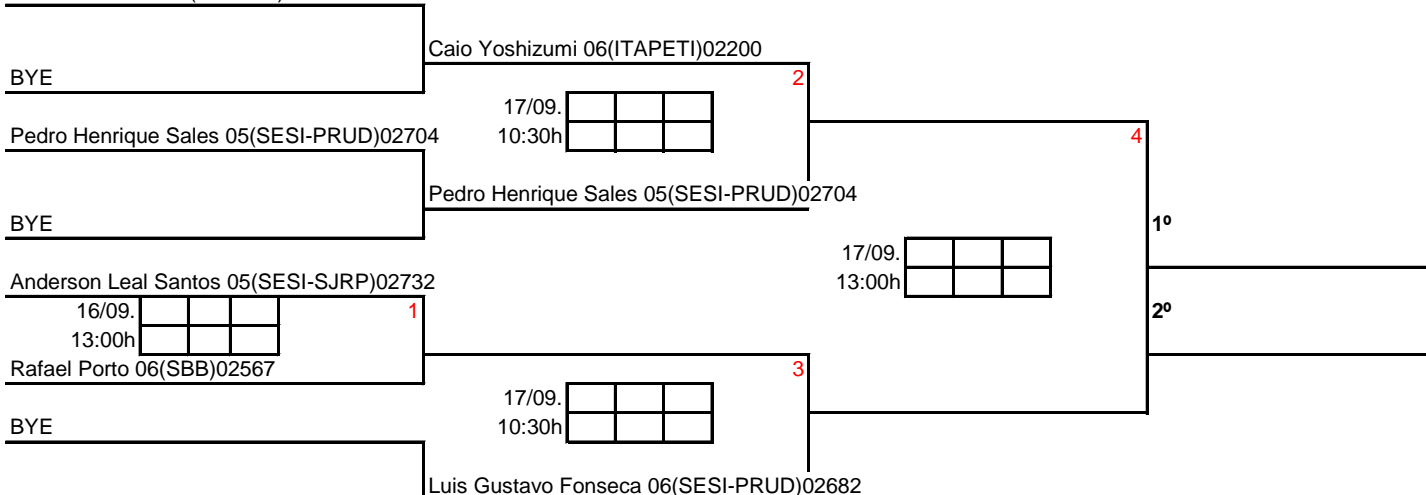 Caio Yoshizumi 06(ITAPETI)02200
BYE
2
17/09.
10:30h
Pedro Henrique Sales 05(SESI-PRUD)02704
4
Pedro Henrique Sales 05(SESI-PRUD)02704
BYE
1º
17/09.
13:00h
Anderson Leal Santos 05(SESI-SJRP)02732
16/09.
13:00h
1
2º
Rafael Porto 06(SBB)02567
3
17/09.
10:30h
BYE
Luis Gustavo Fonseca 06(SESI-PRUD)02682